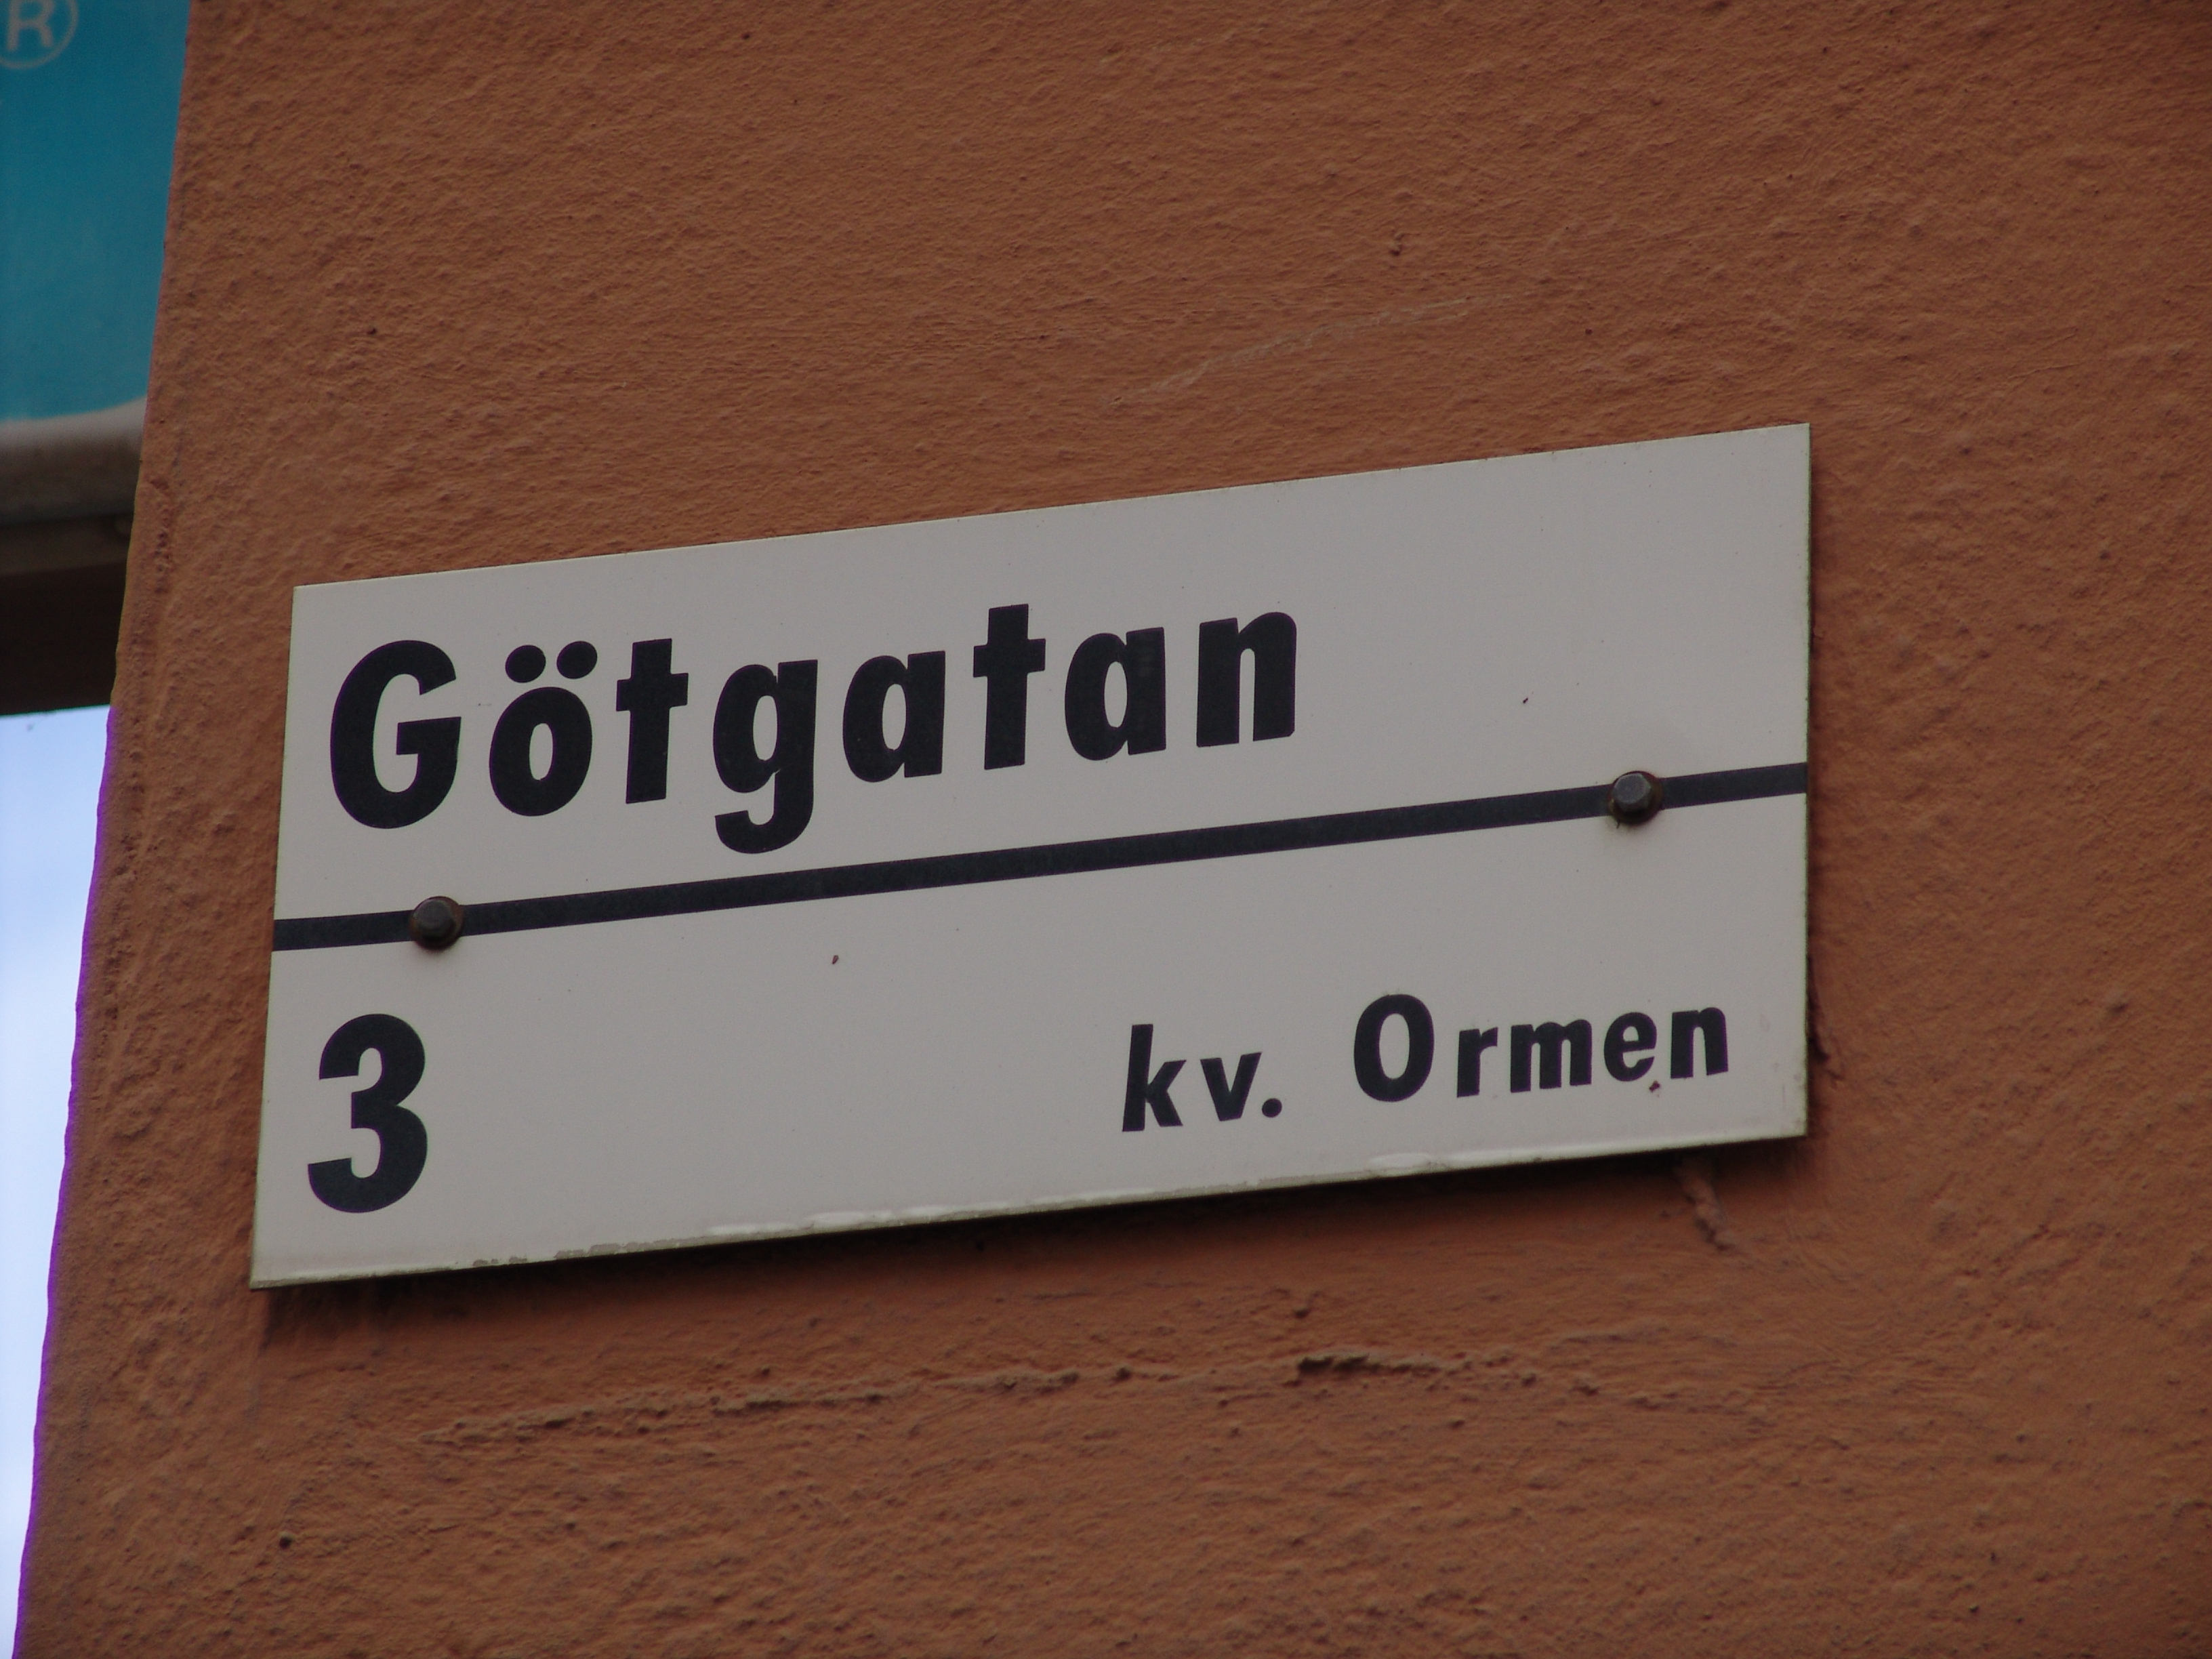 ®
Götgatan
3 kv. Ormen